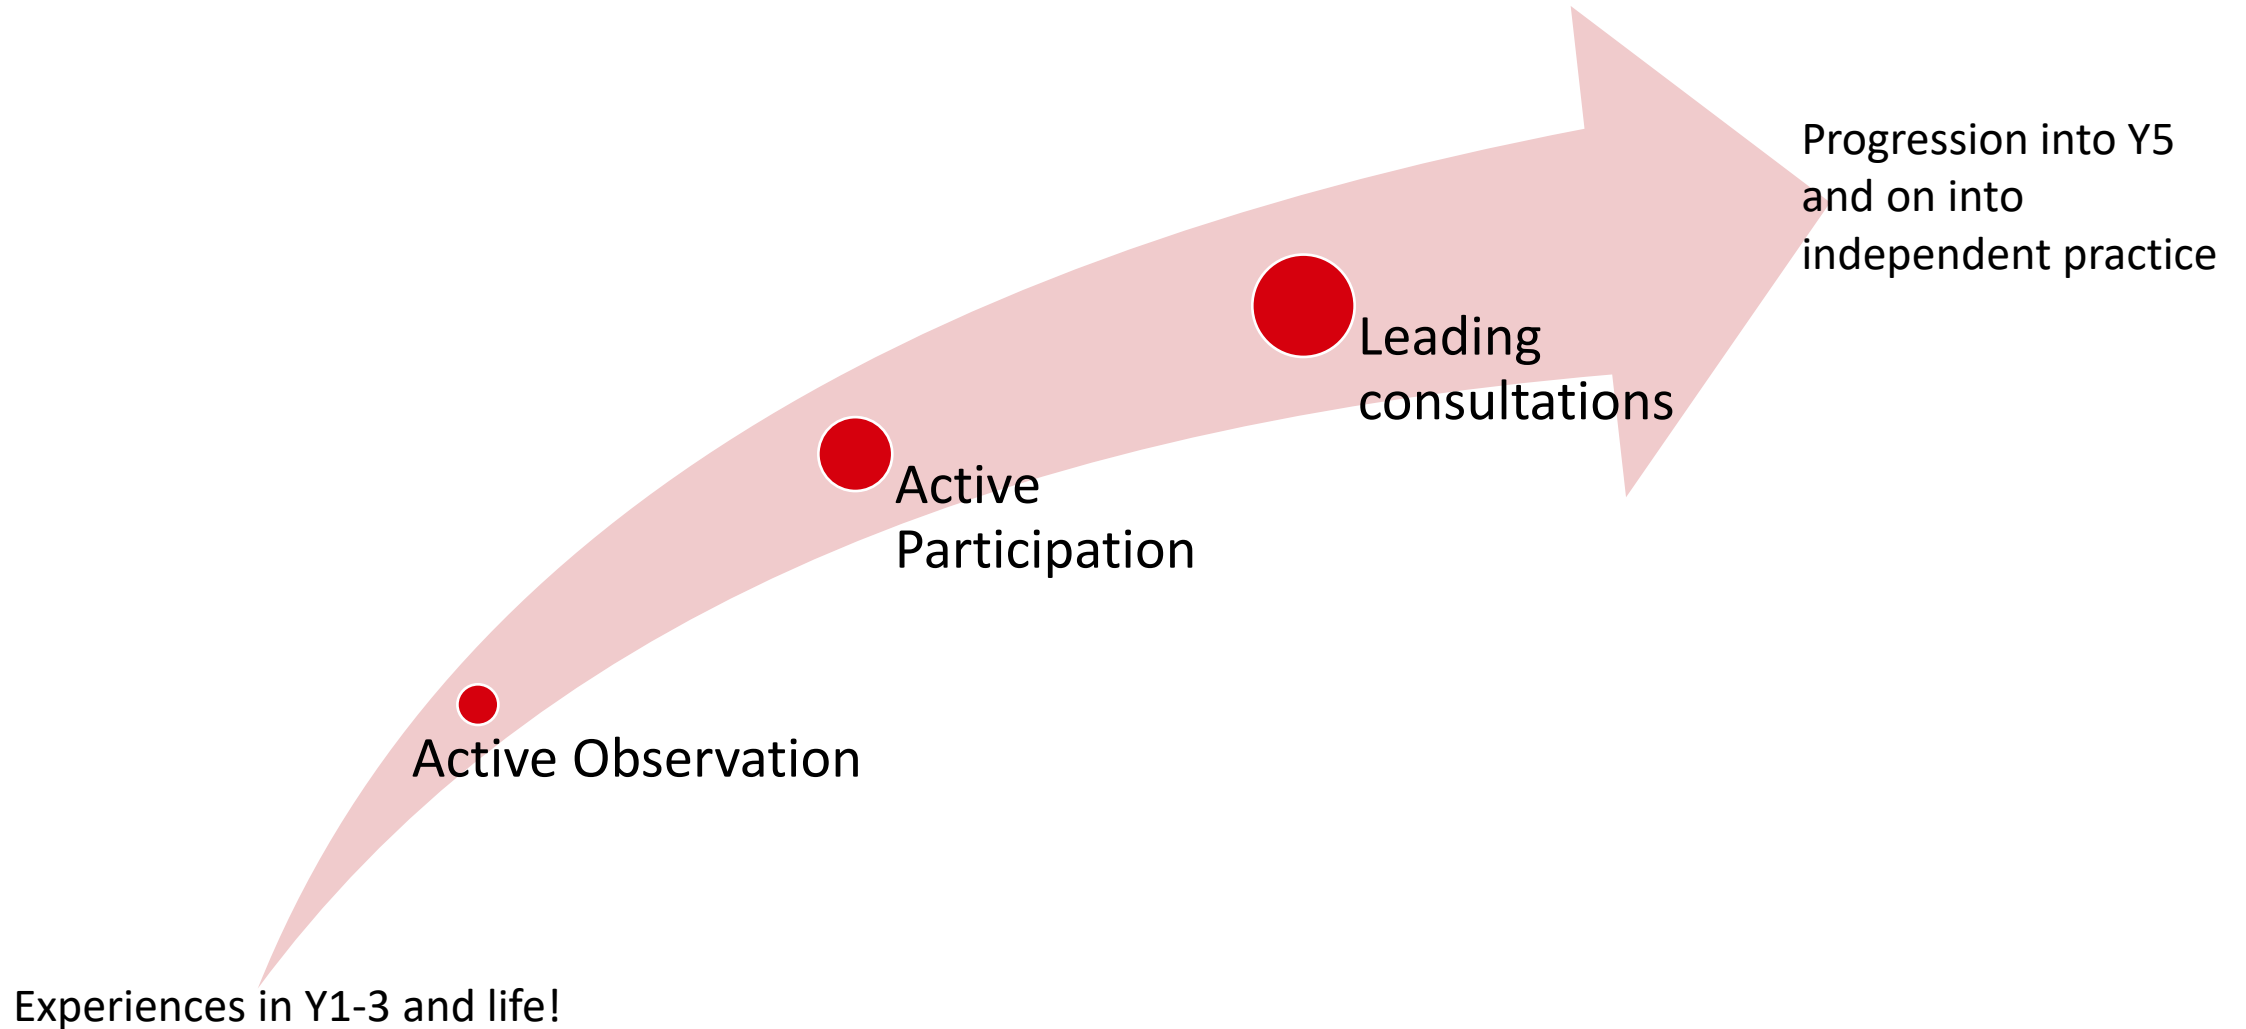 Progression into Y5
and on into
independent practice
Leading
consultations
Active
Participation
Active Observation
Experiences in Y1-3 and life!